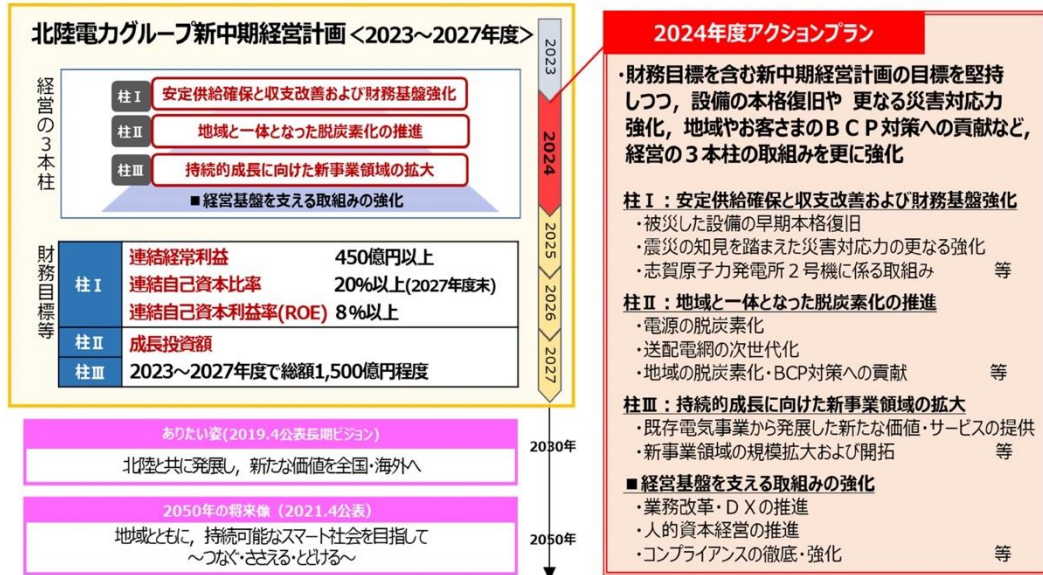 北陸電力グループ新中期経営計画<2023～2027年度>
経営の3本柱
柱Ⅰ 安定供給確保と収支改善および財務基盤強化
柱Ⅱ 地域と一体となった脱炭素化の推進
柱Ⅲ 持続的成長に向けた新事業領域の拡大
■経営基盤を支える取組みの強化
財務目標等
柱Ⅰ
連結経常利益 450億円以上
連結自己資本比率 20%以上(2027年度末)
連結自己資本利益率(ROE) 8%以上
柱Ⅱ
柱Ⅲ
成長投資額
2023～2027年度で総額1,500億円程度
2023
2024
2025
2026
2027
2030年
2050年
ありたい姿(2019.4公表長期ビジョン)
北陸と共に発展し，新たな価値を全国・海外へ
2050年の将来像（2021.4公表）
地域とともに，持続可能なスマート社会を目指して
～つなぐ・ささえる・とどける～
2024年度アクションプラン
・財務目標を含む新中期経営計画の目標を堅持
しつつ，設備の本格復旧や 更なる災害対応力
強化，地域やお客さまのＢＣＰ対策への貢献など，
経営の３本柱の取組みを更に強化
柱Ⅰ：安定供給確保と収支改善および財務基盤強化
・被災した設備の早期本格復旧
・震災の知見を踏まえた災害対応力の更なる強化
・志賀原子力発電所２号機に係る取組み 等
柱Ⅱ：地域と一体となった脱炭素化の推進
・電源の脱炭素化
・送配電網の次世代化
・地域の脱炭素化・BCP対策への貢献 等
柱Ⅲ：持続的成長に向けた新事業領域の拡大
・既存電気事業から発展した新たな価値・サービスの提供
・新事業領域の規模拡大および開拓 等
■経営基盤を支える取組みの強化
・業務改革・ＤＸの推進
・人的資本経営の推進
・コンプライアンスの徹底・強化 等